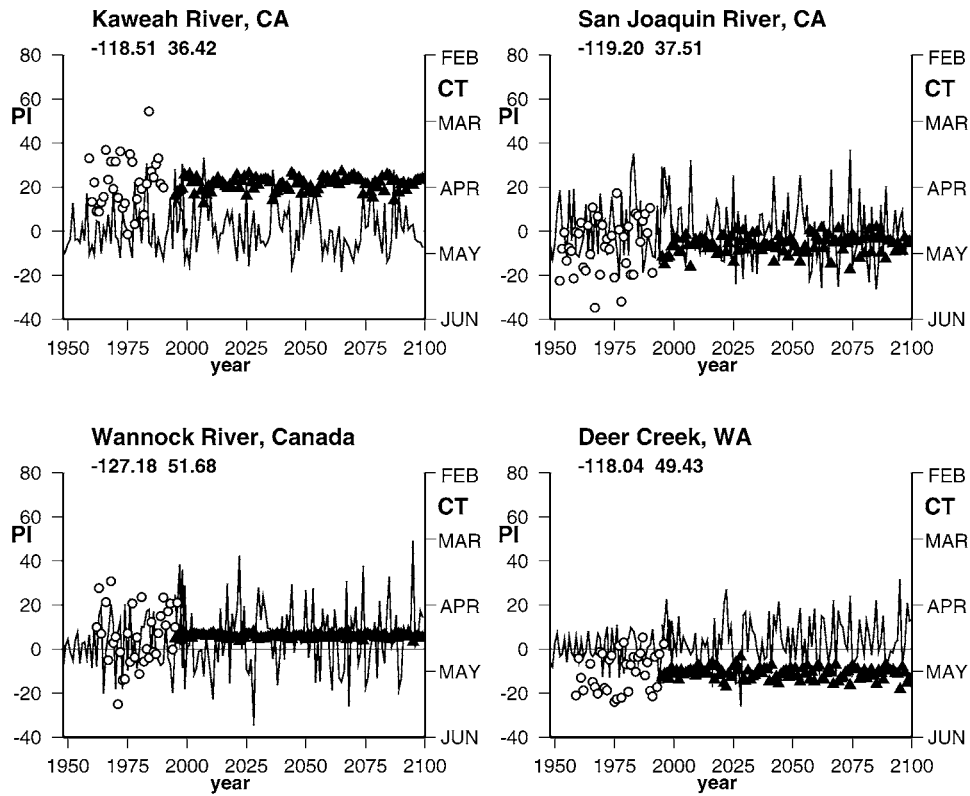 Kaweah River, CA
-118.51 36.42
80 FEB
60 CT
PI
40 MAR
20 APR
0
-20 MAY
-40 JUN
1950 1975 2000 2025 2050 2075 2100
year
San Joaquin River, CA
-119.20 37.51
80 FEB
60 CT
PI
40 MAR
20 APR
0
-20 MAY
-40 JUN
1950 1975 2000 2025 2050 2075 2100
year
Wannock River, Canada
-127.18 51.68
80 FEB
60 CT
PI
40 MAR
20 APR
0
-20 MAY
-40 JUN
1950 1975 2000 2025 2050 2075 2100
year
Deer Creek, WA
-118.04 49.43
80 FEB
60 CT
PI
40 MAR
20 APR
0
-20 MAY
-40 JUN
1950 1975 2000 2025 2050 2075 2100
year